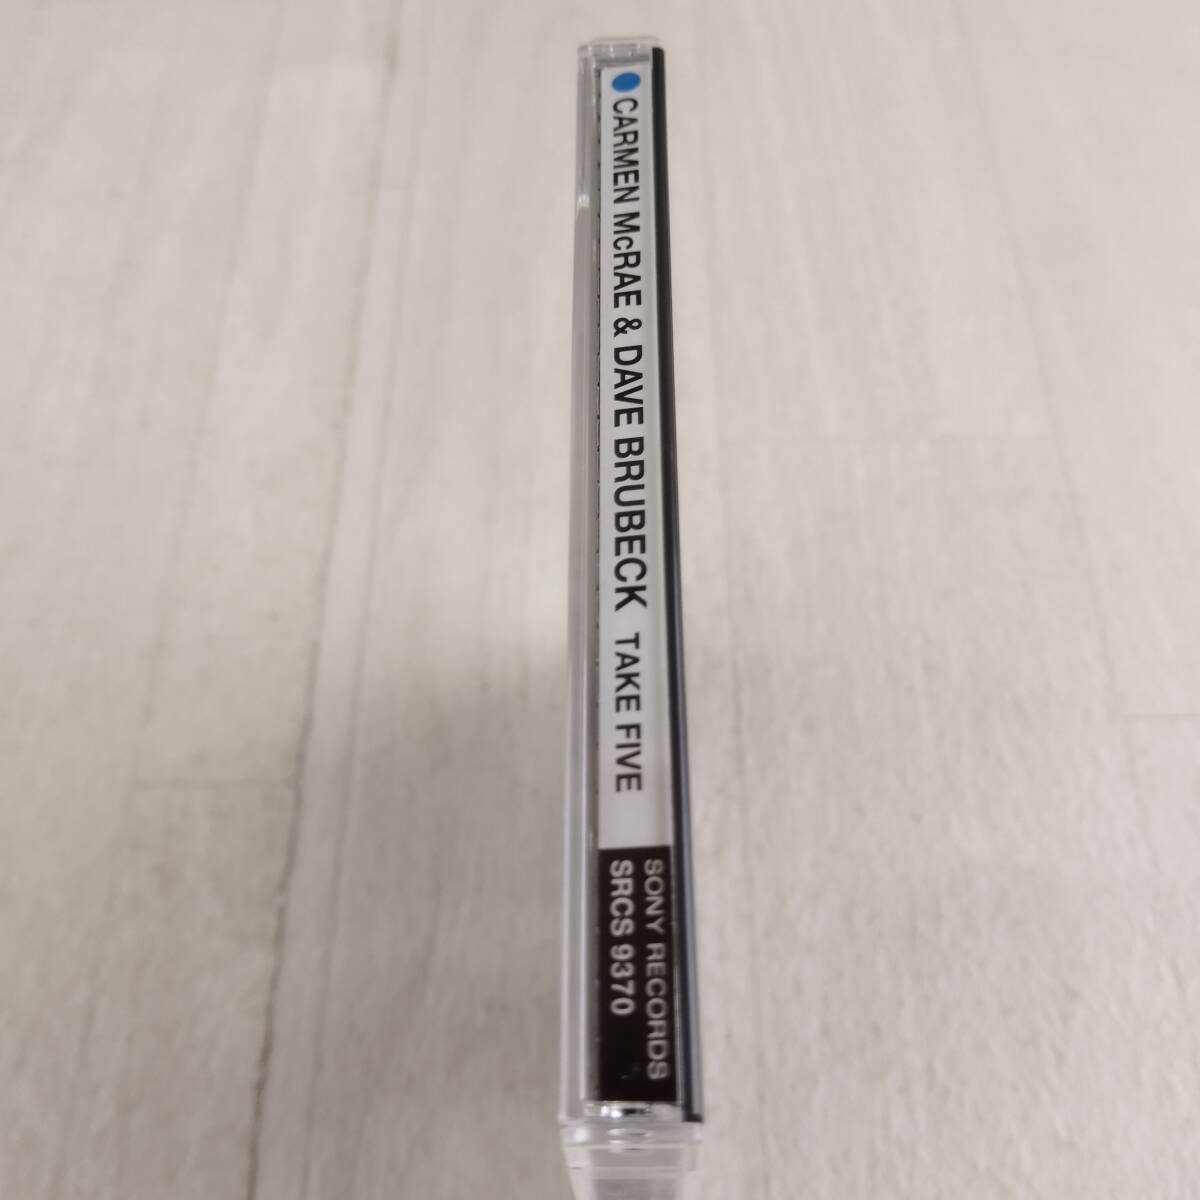 CARMEN McRAE & DAVE BRUBECK TAKE FIVE
SONY RECORDS
SRCS 9370